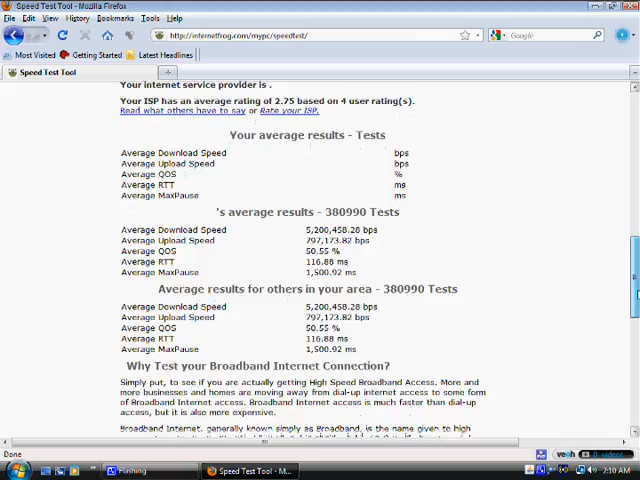 Speed Test Tool - Mozilla Firefox
File Edit View History Bookmarks Tools Help
http://internetfrog.com/mypc/speedtest/
Google
Most Visited Getting Started Latest Headlines
Speed Test Tool
Your internet service provider is .
Your ISP has an average rating of 2.75 based on 4 user rating(s).
Read what others have to say or Rate your ISP.
Your average results - Tests
Average Download Speed bps
Average Upload Speed bps
Average QOS %
Average RTT ms
Average MaxPause ms
's average results - 380990 Tests
Average Download Speed 5,200,458.28 bps
Average Upload Speed 797,173.82 bps
Average QOS 50.55 %
Average RTT 116.88 ms
Average MaxPause 1,500.92 ms
Average results for others in your area - 380990 Tests
Average Download Speed 5,200,458.28 bps
Average Upload Speed 797,173.82 bps
Average QOS 50.55 %
Average RTT 116.88 ms
Average MaxPause 1,500.92 ms
Why Test your Broadband Internet Connection?
Simply put, to see if you are actually getting High Speed Broadband Access. More and
more businesses and homes are moving away from dial-up internet access to some form
of Broadband Internet access. Broadband Internet access is much faster than dial-up
access, but it is also more expensive.
Broadband Internet, generally known simply as Broadband, is the name given to high
Done veoh videos
Flashing Speed Test Tool - M... 2:10 AM